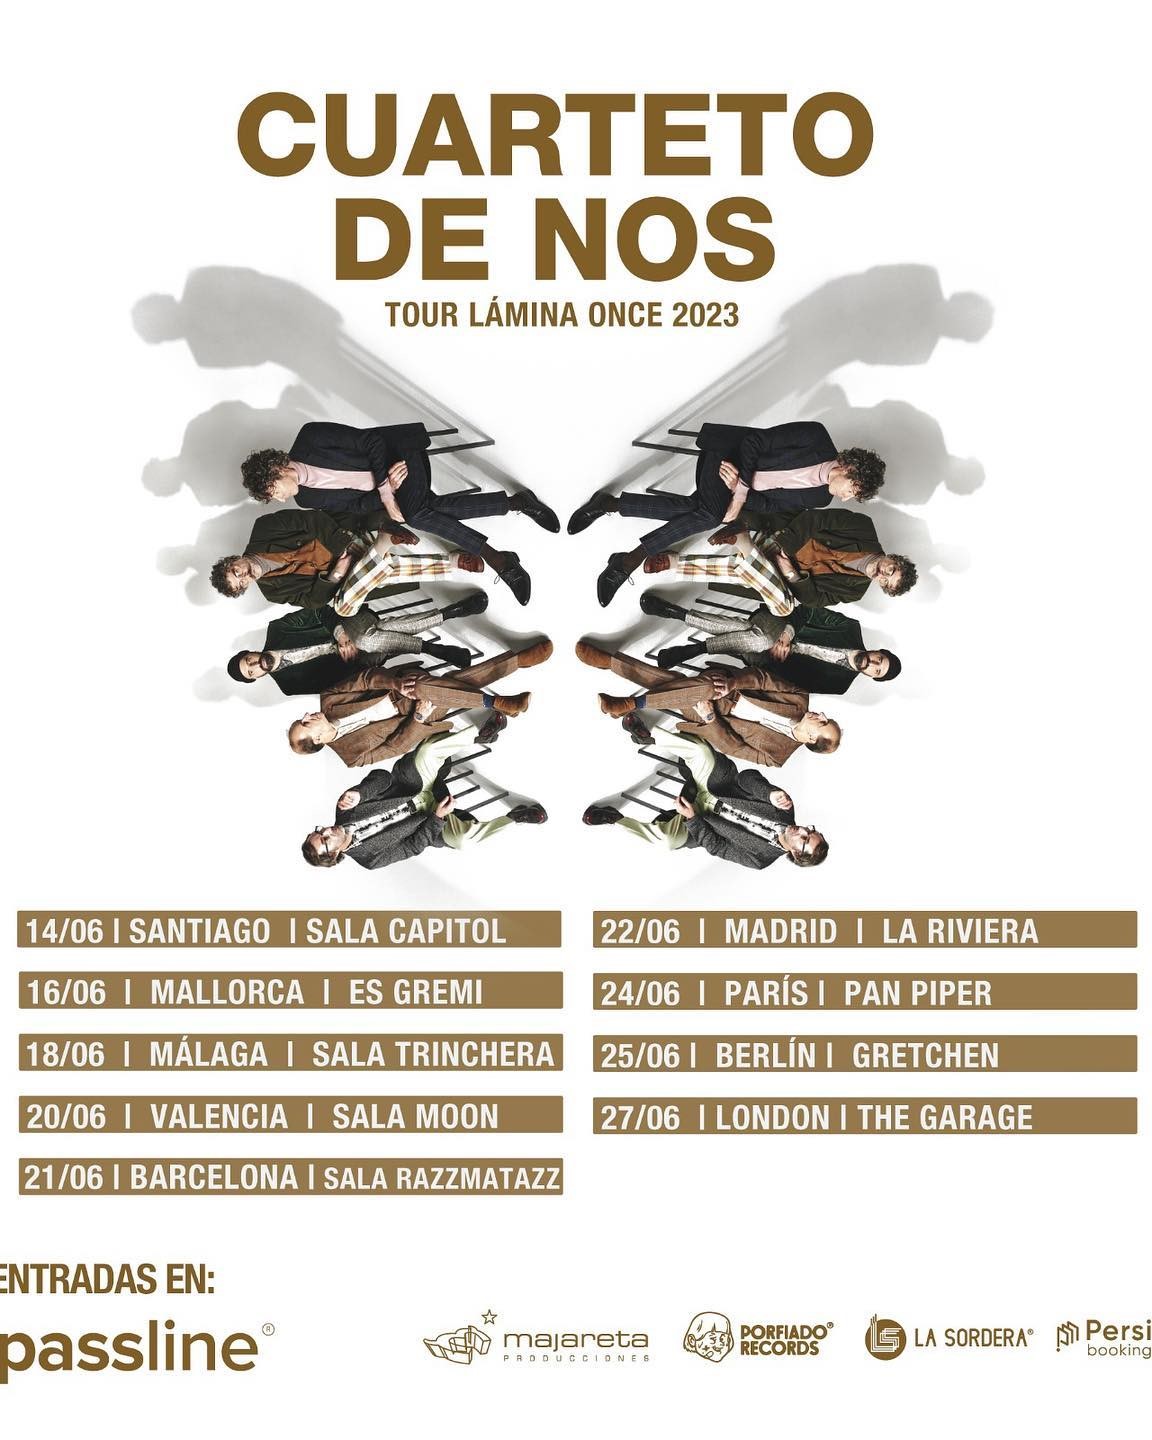 CUARTETO
DE NOS
TOUR LÁMINA ONCE 2023
14/06 | SANTIAGO | SALA CAPITOL
16/06 | MALLORCA | ES GREMI
18/06 | MÁLAGA | SALA TRINCHERA
20/06 | VALENCIA | SALA MOON
21/06 | BARCELONA | SALA RAZZMATAZZ
22/06 | MADRID | LA RIVIERA
24/06 | PARÍS | PAN PIPER
25/06 | BERLÍN | GRETCHEN
27/06 | LONDON | THE GARAGE
ENTRADAS EN:
passline®
majareta
PRODUCCIONES
PORFIADO®
RECORDS
LA SORDERA®
Persi
booking